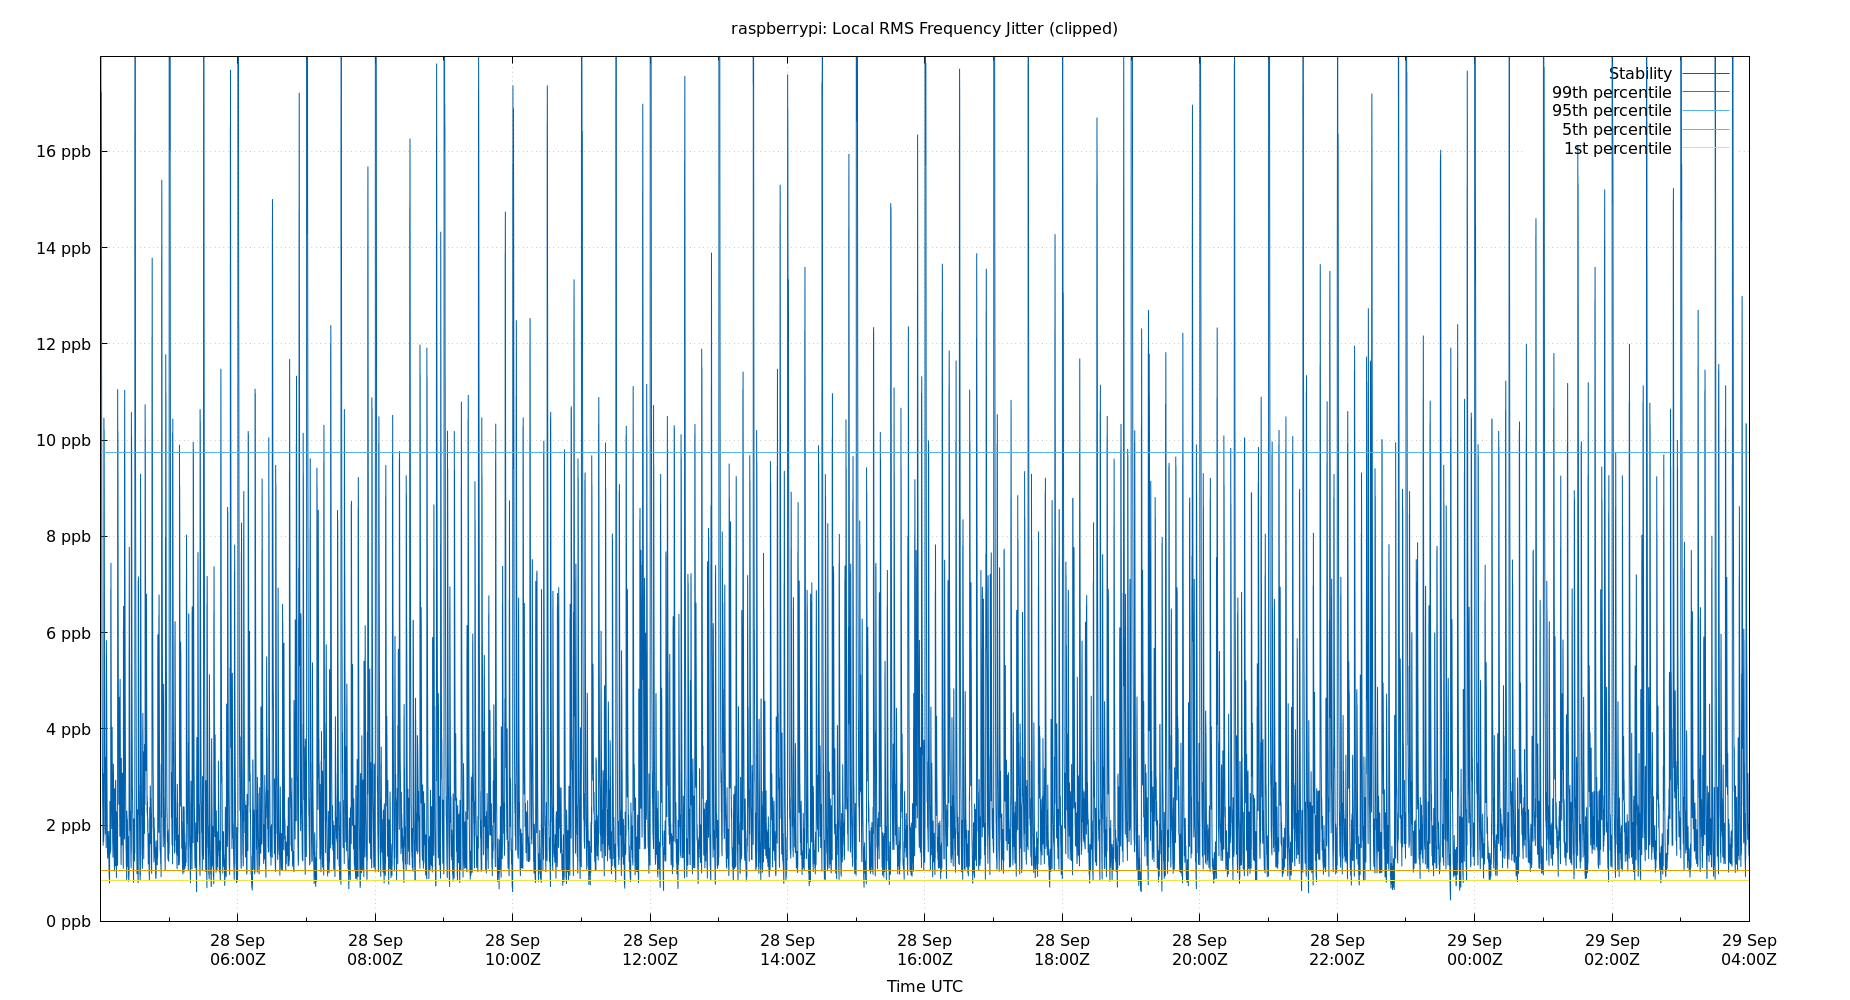 raspberrypi: Local RMS Frequency Jitter (clipped)
Stability
99th percentile
95th percentile
5th percentile
1st percentile
16 ppb
14 ppb
12 ppb
10 ppb
8 ppb
6 ppb
4 ppb
2 ppb
0 ppb
28 Sep 28 Sep 28 Sep 28 Sep 28 Sep 28 Sep 28 Sep 28 Sep 28 Sep 29 Sep 29 Sep 29 Sep
06:00Z 08:00Z 10:00Z 12:00Z 14:00Z 16:00Z 18:00Z 20:00Z 22:00Z 00:00Z 02:00Z 04:00Z
Time UTC